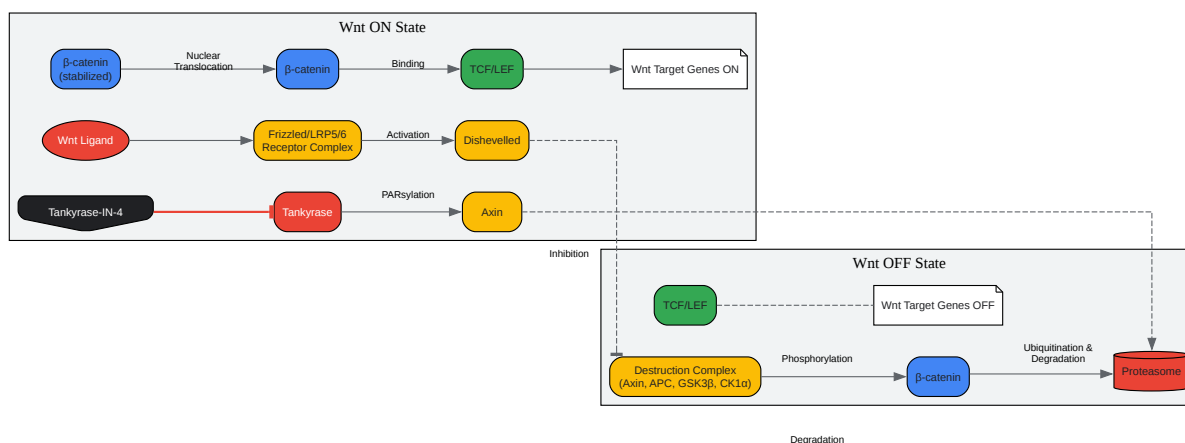 Wnt ON State
β-catenin
(stabilized)
Nuclear
Translocation
β-catenin
Binding
TCF/LEF
Wnt Target Genes ON
Wnt Ligand
Frizzled/LRP5/6
Receptor Complex
Activation
Dishevelled
Tankyrase-IN-4
Tankyrase
PARsylation
Axin
Inhibition
Wnt OFF State
TCF/LEF
Wnt Target Genes OFF
Destruction Complex
(Axin, APC, GSK3β, CK1α)
Phosphorylation
β-catenin
Ubiquitination &
Degradation
Proteasome
Degradation